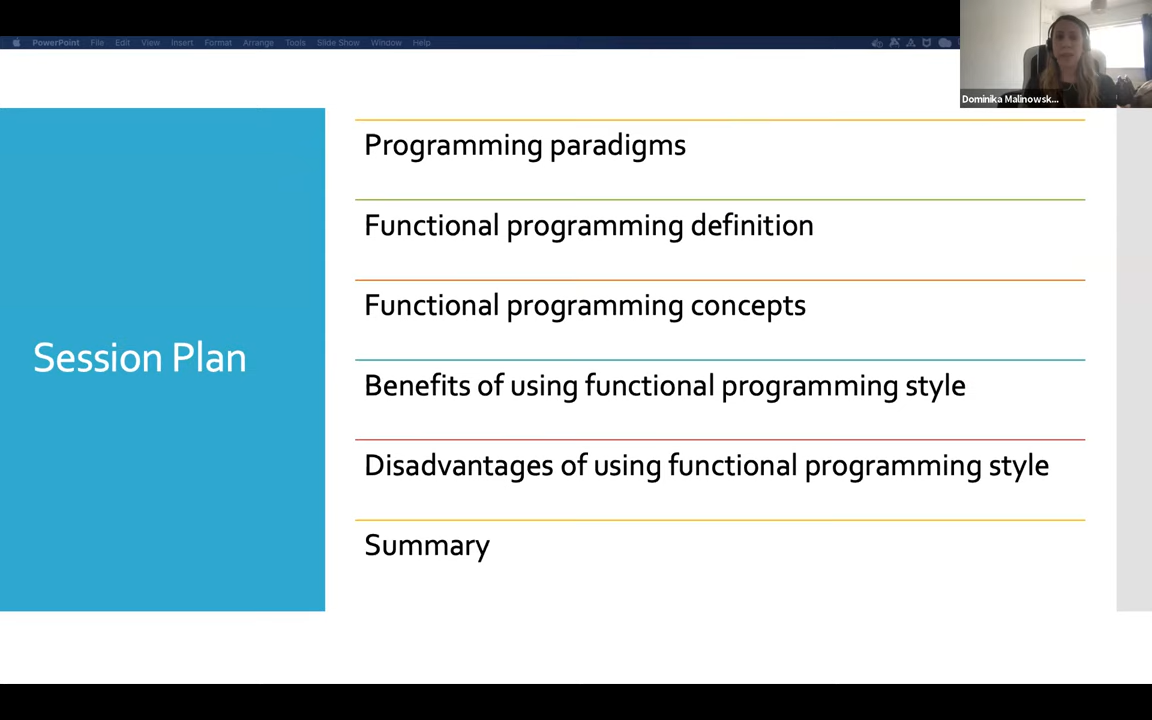 PowerPoint File Edit View Insert Format Arrange Tools Slide Show Window Help
Dominika Malinowsk...
Programming paradigms
Functional programming definition
Functional programming concepts
Session Plan
Benefits of using functional programming style
Disadvantages of using functional programming style
Summary